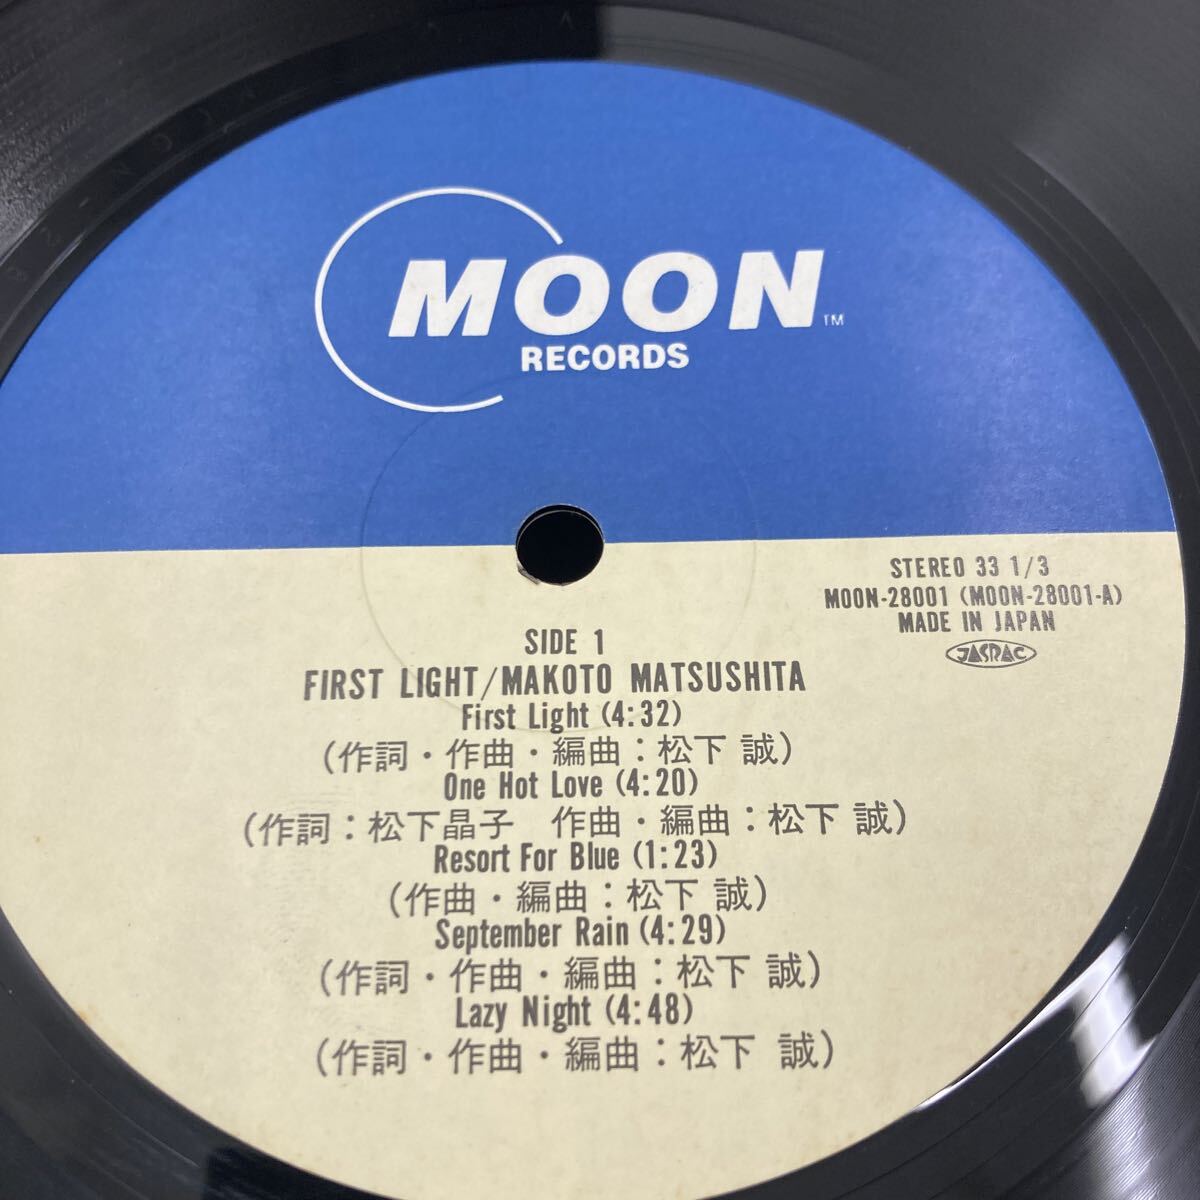 MOON TM
RECORDS
STEREO 33 1/3
MOON-28001 (MOON-28001-A)
MADE IN JAPAN
JASRAC
SIDE 1
FIRST LIGHT/MAKOTO MATSUSHITA
First Light (4:32)
(作詞・作曲・編曲:松下 誠)
One Hot Love (4:20)
(作詞:松下晶子 作曲・編曲:松下 誠)
Resort For Blue (1:23)
(作曲・編曲:松下 誠)
September Rain (4:29)
(作詞・作曲・編曲:松下 誠)
Lazy Night (4:48)
(作詞・作曲・編曲:松下 誠)